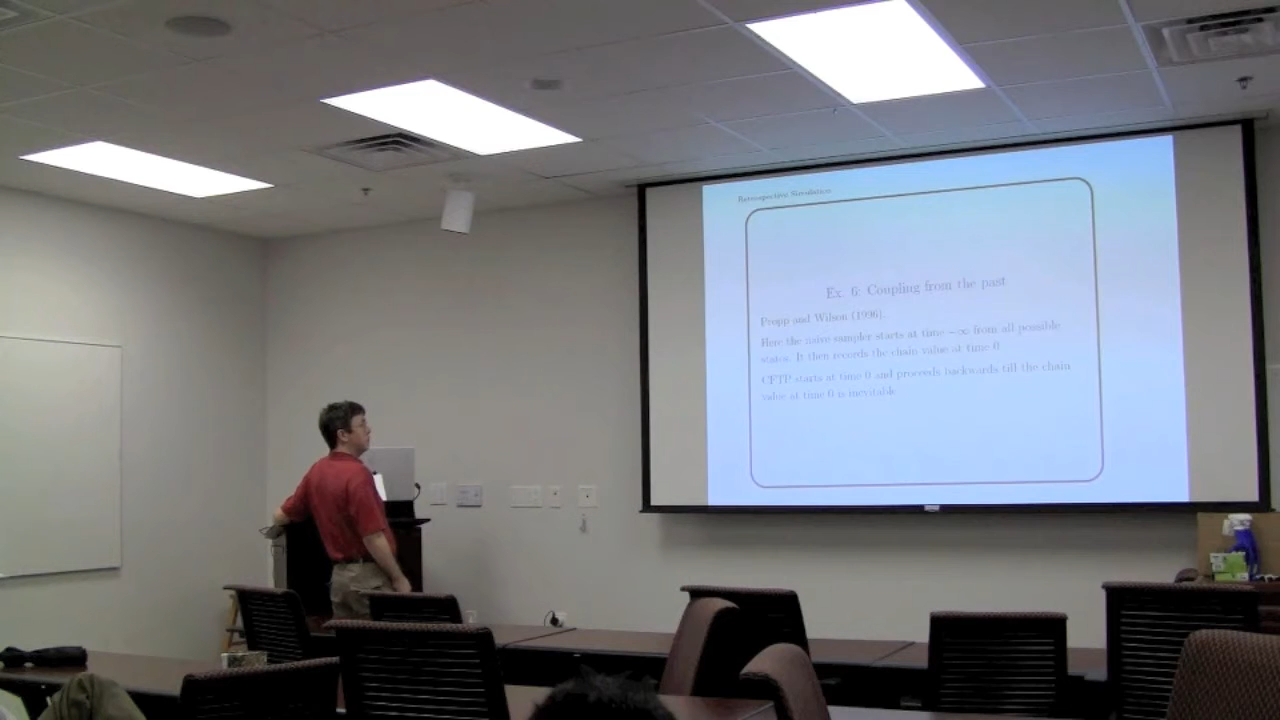 Retrospective Simulation
Ex. 6: Coupling from the past
Propp and Wilson (1996).
Here the naive sampler starts at time −∞ from all possible
states. It then records the chain value at time 0.
CFTP starts at time 0 and proceeds backwards till the chain
value at time 0 is inevitable.